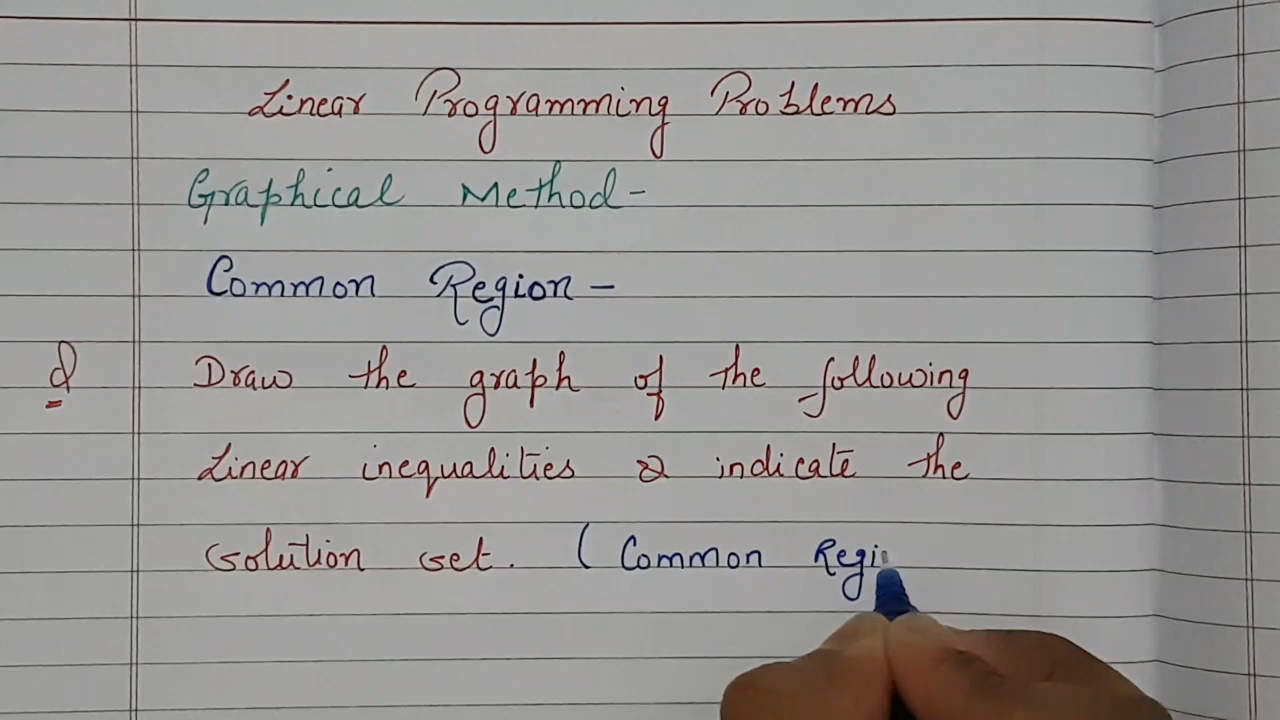 Linear Programming Problems
Graphical Method-
Common Region-
Q Draw the graph of the following
Linear inequalities & indicate the
solution set. (Common Regi